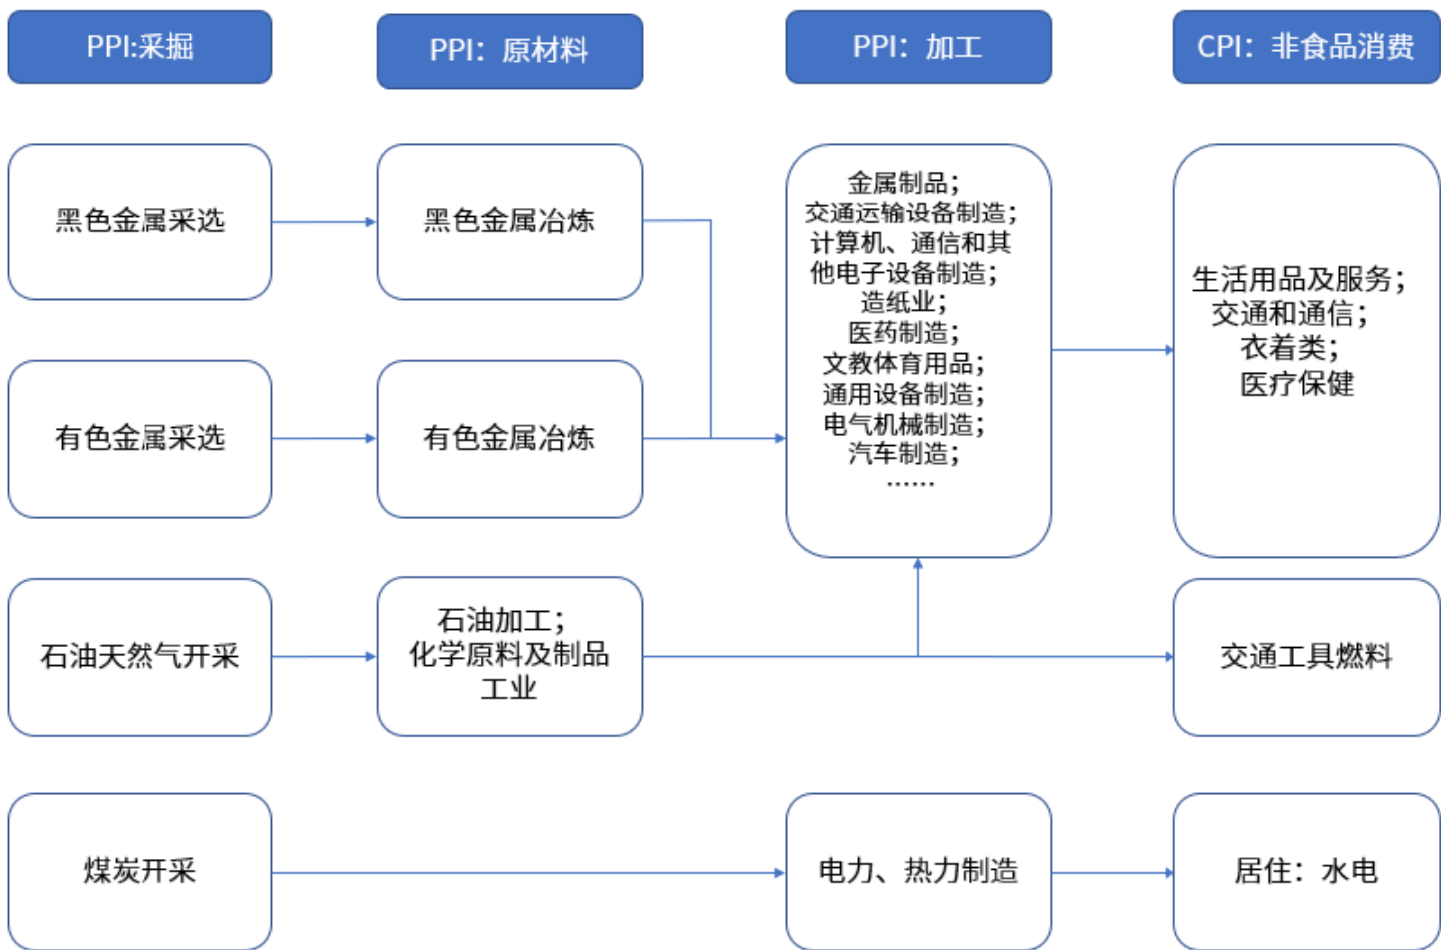 PPI:采掘
PPI：原材料
PPI：加工
CPI：非食品消费
黑色金属采选
黑色金属冶炼
金属制品；
交通运输设备制造；
计算机、通信和其
他电子设备制造；
造纸业；
医药制造；
文教体育用品；
通用设备制造；
电气机械制造；
汽车制造；
……
生活用品及服务；
交通和通信；
衣着类；
医疗保健
有色金属采选
有色金属冶炼
石油天然气开采
石油加工；
化学原料及制品
工业
交通工具燃料
煤炭开采
电力、热力制造
居住：水电